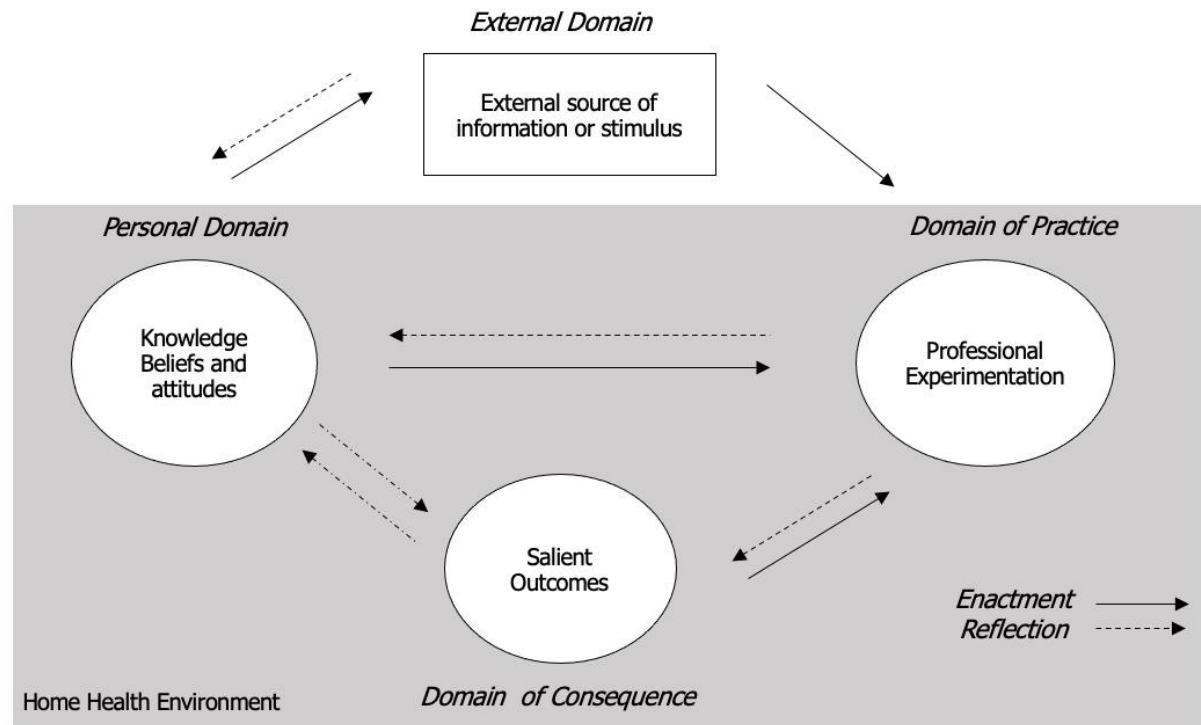 External Domain
External source of
information or stimulus
Personal Domain
Domain of Practice
Knowledge
Beliefs and
attitudes
Professional
Experimentation
Salient
Outcomes
Enactment
Reflection
Home Health Environment
Domain of Consequence